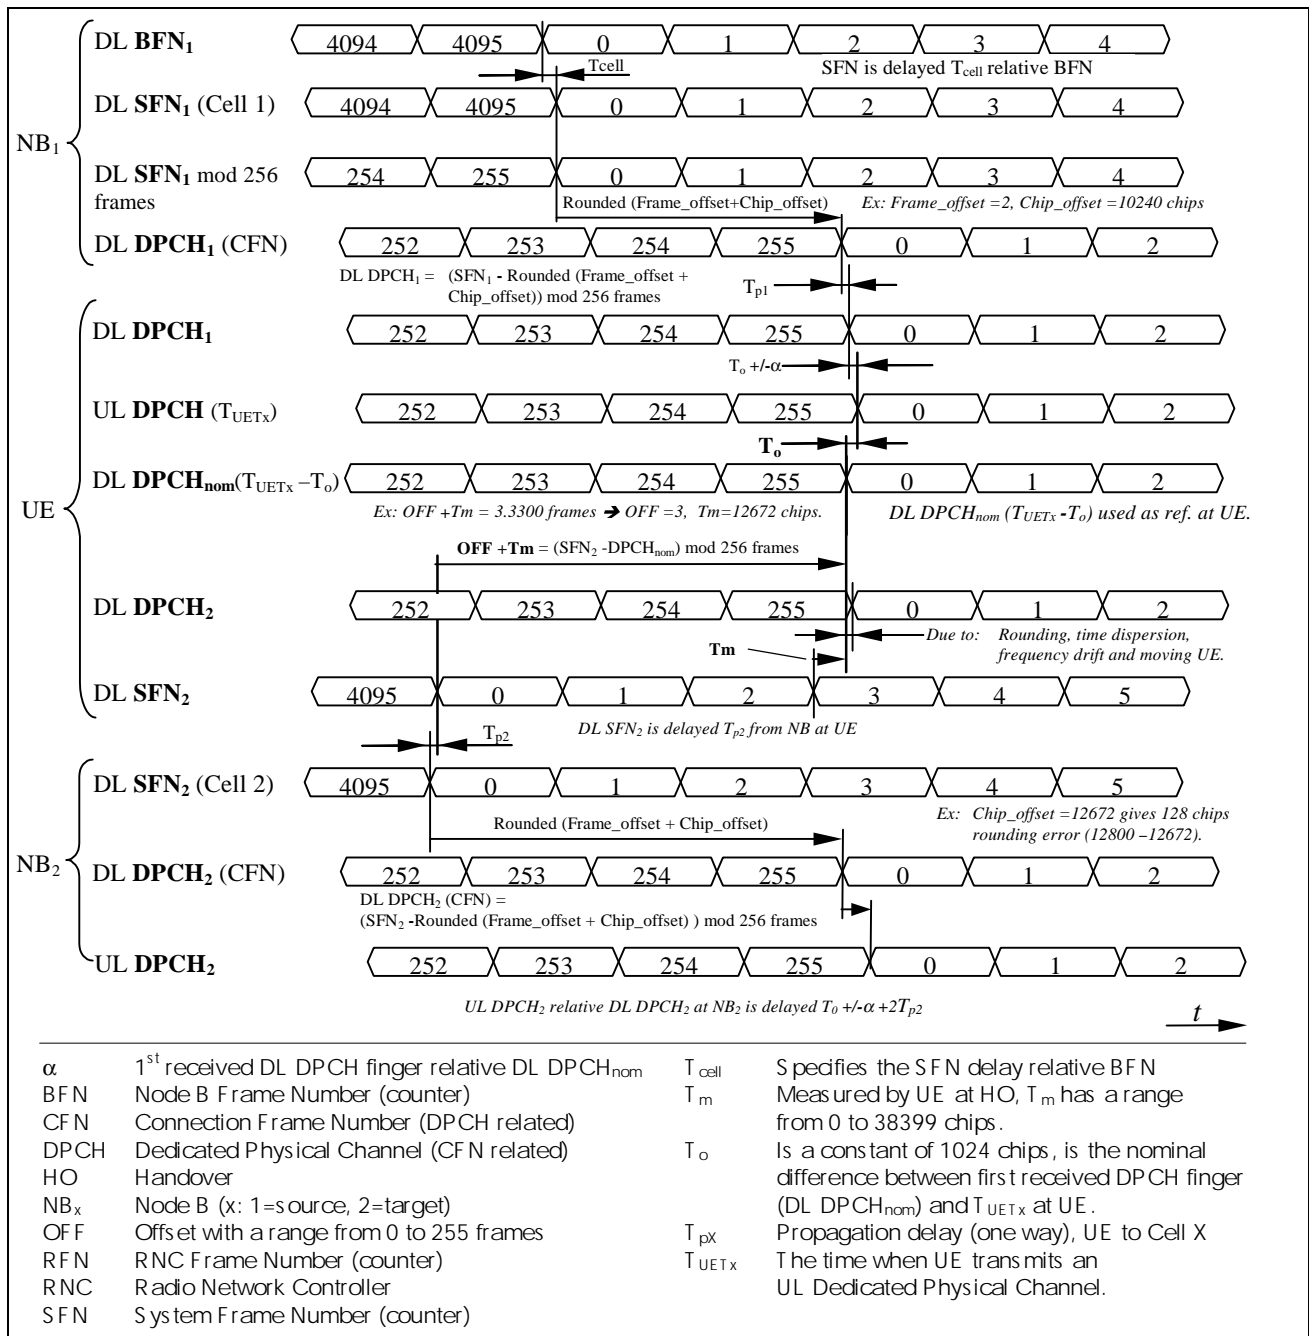 DL BFN1 4094 4095 0 1 2 3 4
Tcell SFN is delayed Tcell relative BFN
DL SFN1 (Cell 1) 4094 4095 0 1 2 3 4
NB1
DL SFN1 mod 256 frames 254 255 0 1 2 3 4
Rounded (Frame_offset+Chip_offset) Ex: Frame_offset =2, Chip_offset =10240 chips
DL DPCH1 (CFN) 252 253 254 255 0 1 2
DL DPCH1 = (SFN1 - Rounded (Frame_offset +
Chip_offset)) mod 256 frames
Tp1
DL DPCH1 252 253 254 255 0 1 2
To +/-α
UL DPCH (TUETx) 252 253 254 255 0 1 2
To
DL DPCHnom(TUETx –To) 252 253 254 255 0 1 2
UE
Ex: OFF +Tm = 3.3300 frames ➔ OFF =3, Tm=12672 chips. DL DPCHnom (TUETx -To) used as ref. at UE.
OFF +Tm = (SFN2 -DPCHnom) mod 256 frames
DL DPCH2 252 253 254 255 0 1 2
Due to: Rounding, time dispersion,
frequency drift and moving UE.
Tm
DL SFN2 4095 0 1 2 3 4 5
DL SFN2 is delayed Tp2 from NB at UE
Tp2
DL SFN2 (Cell 2) 4095 0 1 2 3 4 5
Rounded (Frame_offset + Chip_offset) Ex: Chip_offset =12672 gives 128 chips
rounding error (12800 –12672).
NB2
DL DPCH2 (CFN) 252 253 254 255 0 1 2
DL DPCH2 (CFN) =
(SFN2 -Rounded (Frame_offset + Chip_offset) ) mod 256 frames
UL DPCH2 252 253 254 255 0 1 2
UL DPCH2 relative DL DPCH2 at NB2 is delayed T0 +/-α +2Tp2
t
α 1st received DL DPCH finger relative DL DPCHnom
BFN Node B Frame Number (counter)
CFN Connection Frame Number (DPCH related)
DPCH Dedicated Physical Channel (CFN related)
HO Handover
NBx Node B (x: 1=source, 2=target)
OFF Offset with a range from 0 to 255 frames
RFN RNC Frame Number (counter)
RNC Radio Network Controller
SFN System Frame Number (counter)
Tcell Specifies the SFN delay relative BFN
Tm Measured by UE at HO, Tm has a range
from 0 to 38399 chips.
To Is a constant of 1024 chips, is the nominal
difference between first received DPCH finger
(DL DPCHnom) and TUETx at UE.
TpX Propagation delay (one way), UE to Cell X
TUETx The time when UE transmits an
UL Dedicated Physical Channel.